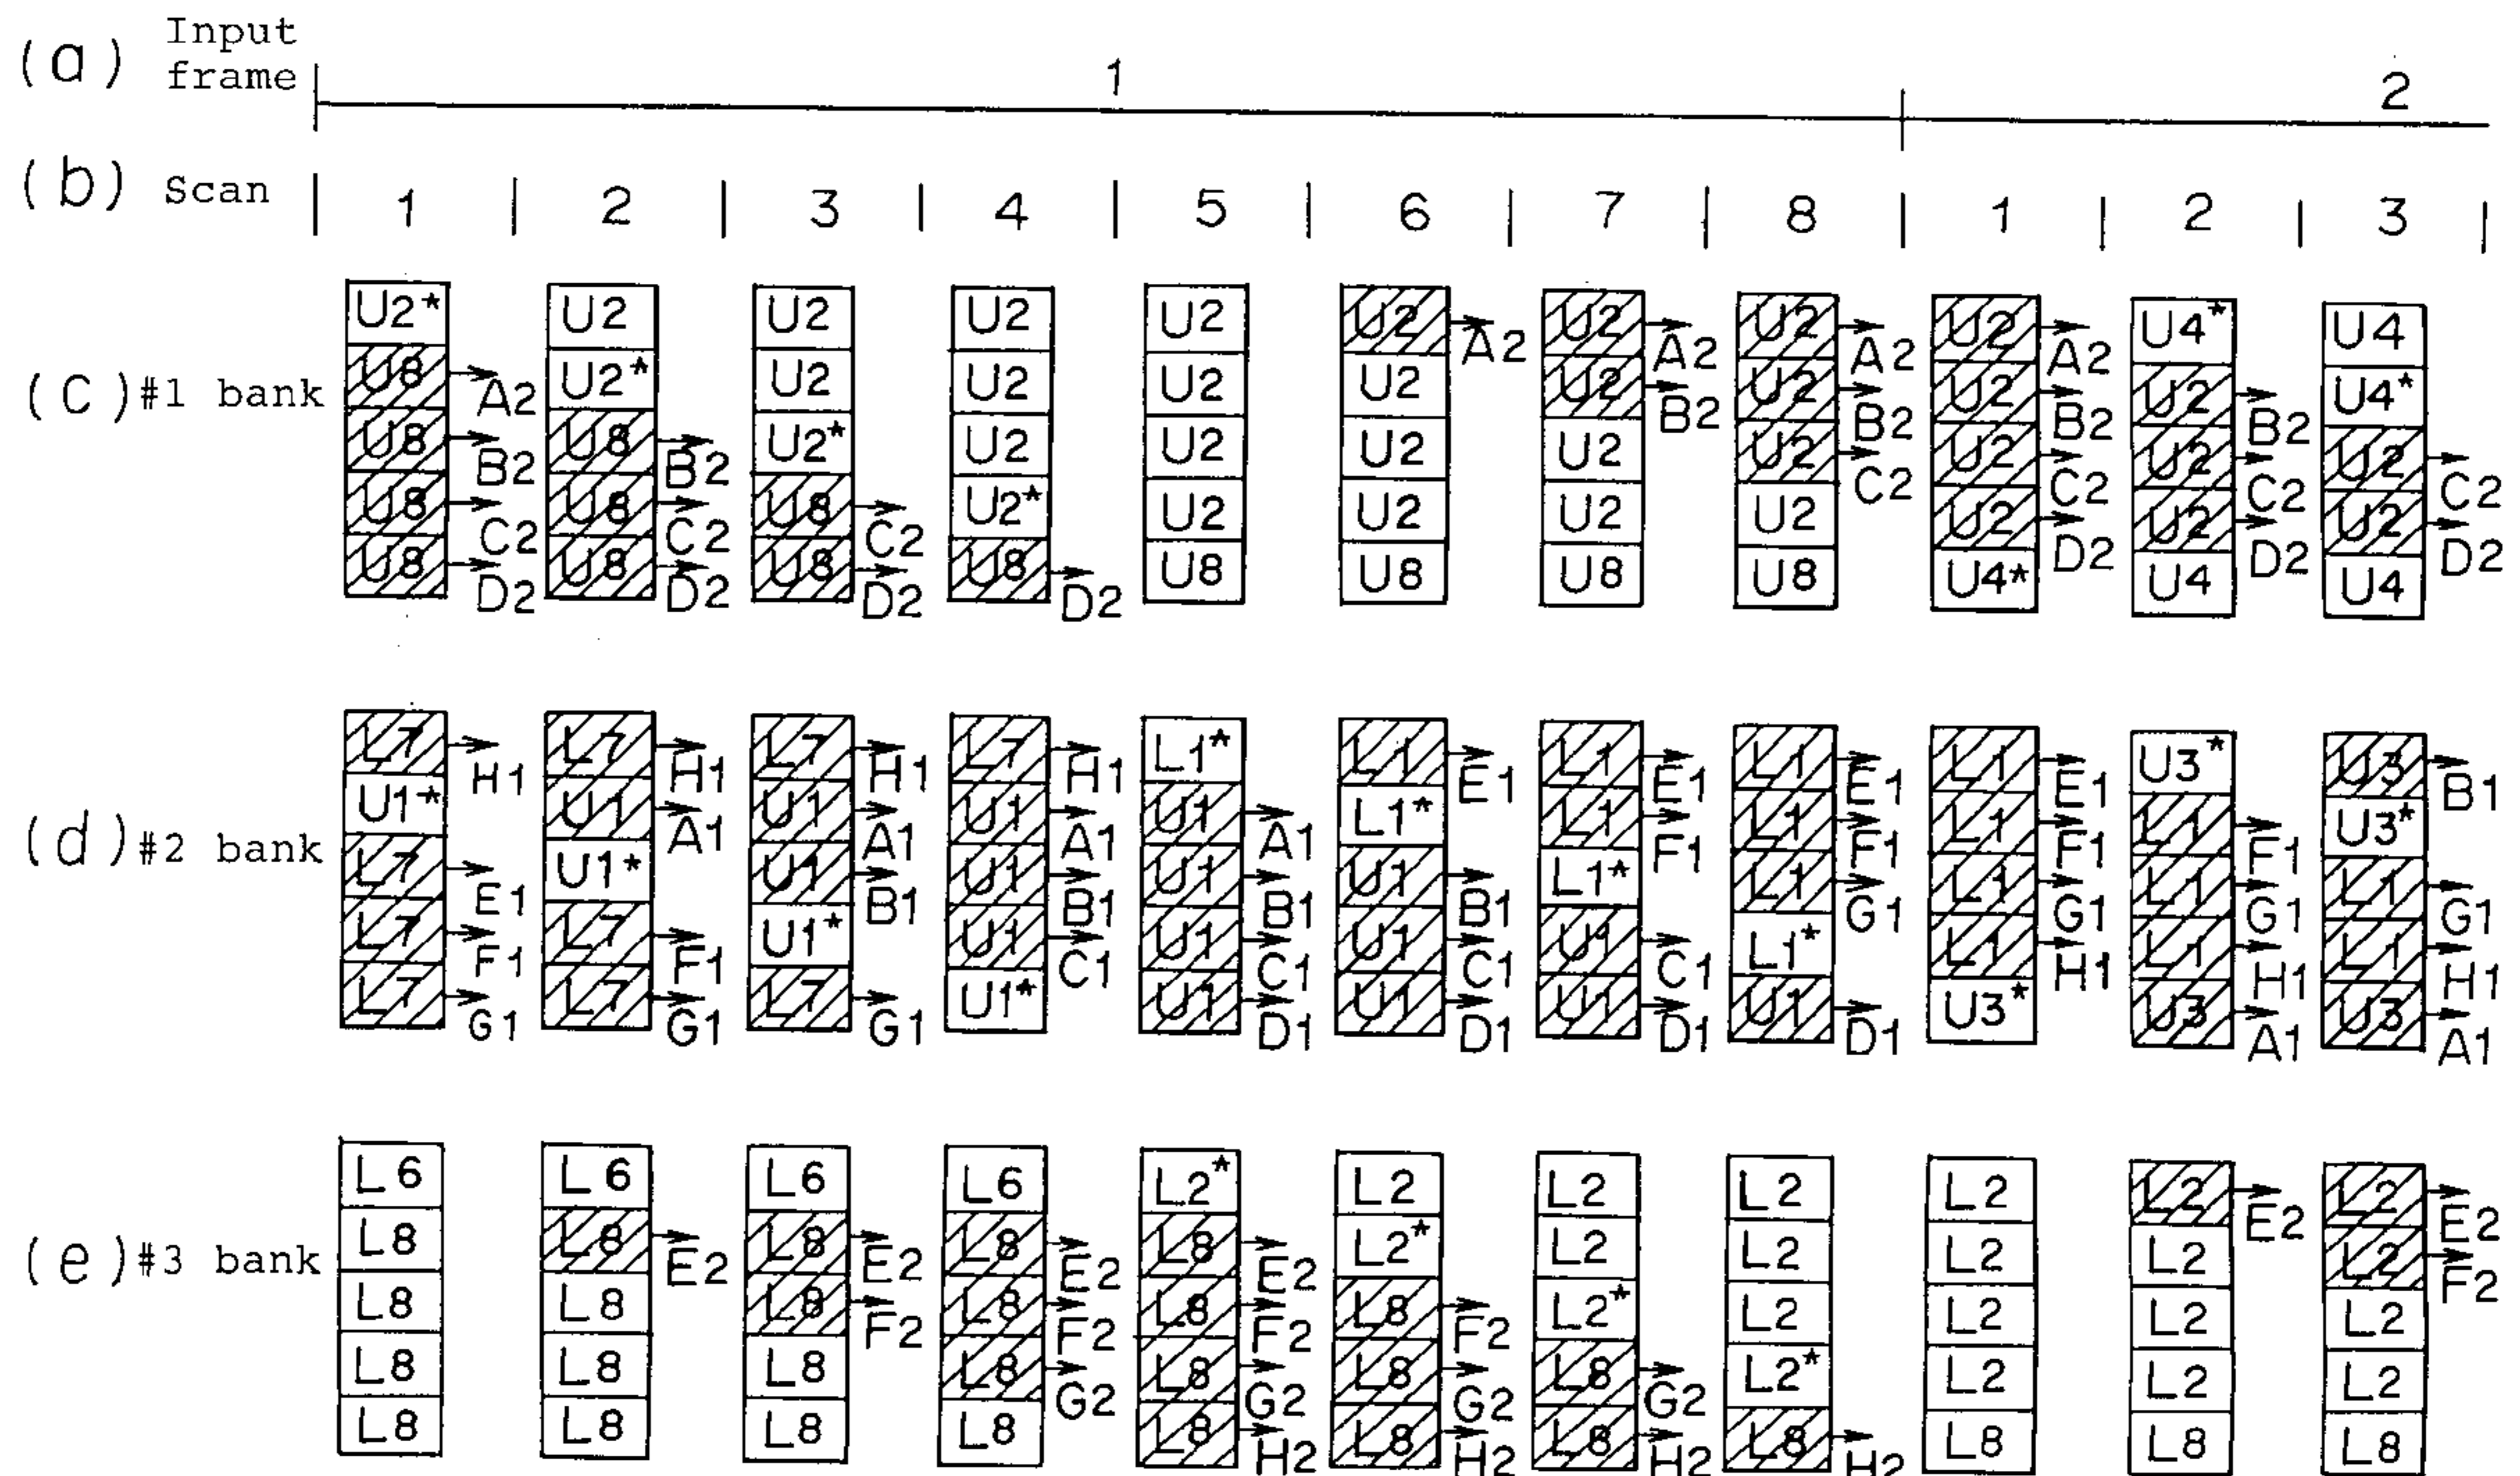 (a) Input frame 1 2
(b) Scan 1 2 3 4 5 6 7 8 1 2 3
(c) #1 bank
U2* U2 U2 U2 U2 U2 A2 U2 A2 U2 A2 U2 A2 U4* U4
U8 A2 U2* U2 U2 U2 U2 U2 B2 U2 B2 U2 B2 U2 B2 U4*
U8 B2 U8 B2 U2* U2 U2 U2 U2 U2 C2 U2 C2 U2 C2 U2 C2
U8 C2 U8 C2 U8 C2 U2* U2 U2 U2 U2 U2 D2 U2 D2 U2 D2
U8 D2 U8 D2 U8 D2 U8 D2 U8 U8 U8 U8 U4* U4 U4
(d) #2 bank
L7 H1 L7 H1 L7 H1 L7 H1 L1* L1 E1 L1 E1 L1 E1 L1 E1 U3* U3 B1
U1* U1 A1 U1 A1 U1 A1 U1 A1 L1* L1 F1 L1 F1 L1 F1 L1 F1 U3*
L7 E1 U1* U1 B1 U1 B1 U1 B1 U1 B1 L1* L1 G1 L1 G1 L1 G1 L1 G1
L7 F1 L7 F1 U1* U1 C1 U1 C1 U1 C1 U1 C1 L1* L1 H1 L1 H1 L1 H1
L7 G1 L7 G1 L7 G1 U1* U1 D1 U1 D1 U1 D1 U1 D1 U3* U3 A1 U3 A1
(e) #3 bank
L6 L6 L6 L6 L2* L2 L2 L2 L2 L2 E2 L2 E2
L8 L8 E2 L8 E2 L8 E2 L8 E2 L2* L2 L2 L2 L2 L2 F2
L8 L8 L8 F2 L8 F2 L8 F2 L8 F2 L2* L2 L2 L2 L2
L8 L8 L8 L8 G2 L8 G2 L8 G2 L8 G2 L2* L2 L2 L2
L8 L8 L8 L8 L8 H2 L8 H2 L8 H2 L8 H2 L8 L8 L8